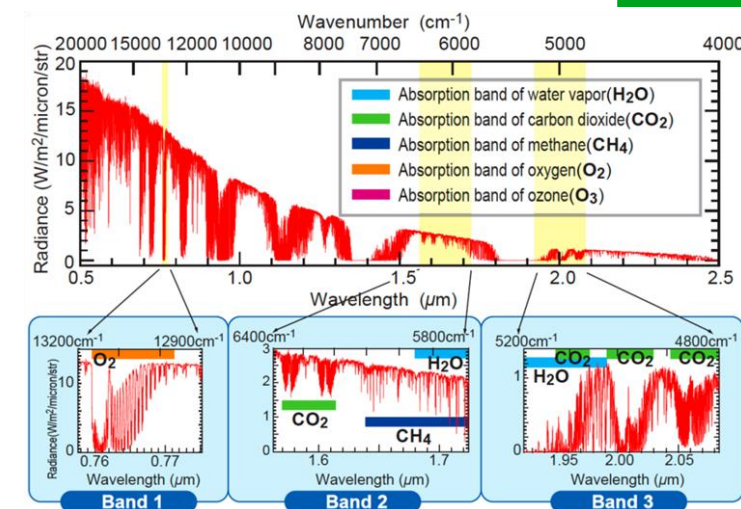 Wavenumber (cm-1)
20000 15000 12000 10000 8000 7000 6000 5000 4000
Radiance (W/m2/micron/str)
20
15
10
5
0
Absorption band of water vapor(H2O)
Absorption band of carbon dioxide(CO2)
Absorption band of methane(CH4)
Absorption band of oxygen(O2)
Absorption band of ozone(O3)
0.5 1.0 1.5 2.0 2.5
Wavelength (μm)
13200cm-1 12900cm-1
O2
Radiance(W/m2/micron/str)
10
0
0.76 0.77
Wavelength (μm)
Band 1
6400cm-1 5800cm-1
3
2
1
0
H2O
CO2
CH4
1.6 1.7
Wavelength (μm)
Band 2
5200cm-1 4800cm-1
CO2 CO2 CO2
H2O
1
0
1.95 2.00 2.05
Wavelength (μm)
Band 3